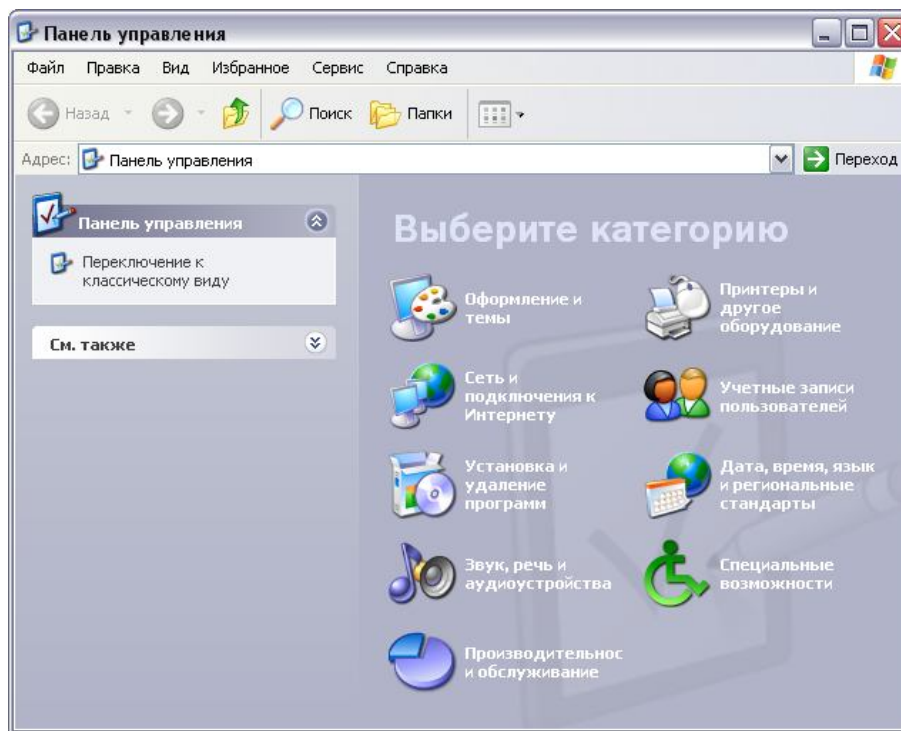 Панель управления
Файл Правка Вид Избранное Сервис Справка
Назад Поиск Папки
Адрес: Панель управления Переход
Панель управления
Переключение к
классическому виду
См. также
Выберите категорию
Оформление и
темы
Принтеры и
другое
оборудование
Сеть и
подключения к
Интернету
Учетные записи
пользователей
Установка и
удаление
программ
Дата, время, язык
и региональные
стандарты
Звук, речь и
аудиоустройства
Специальные
возможности
Производительнос
и обслуживание